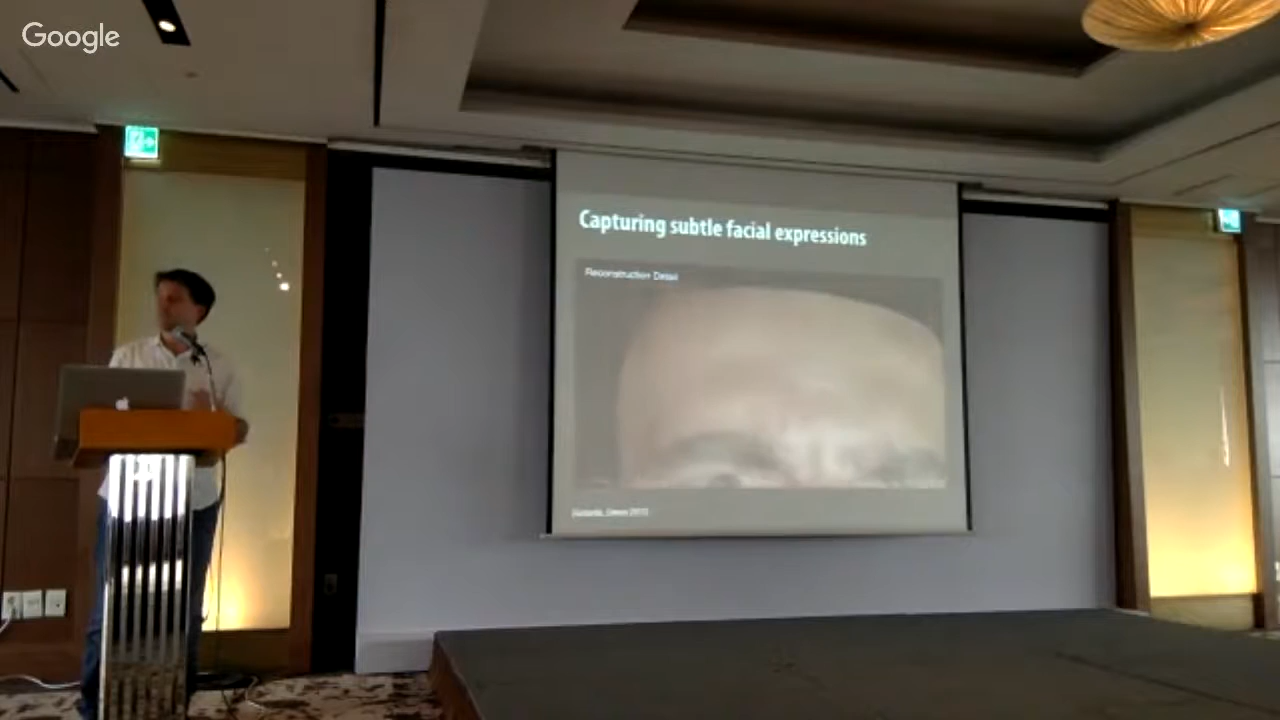 Google
Capturing subtle facial expressions
Reconstruction Detail